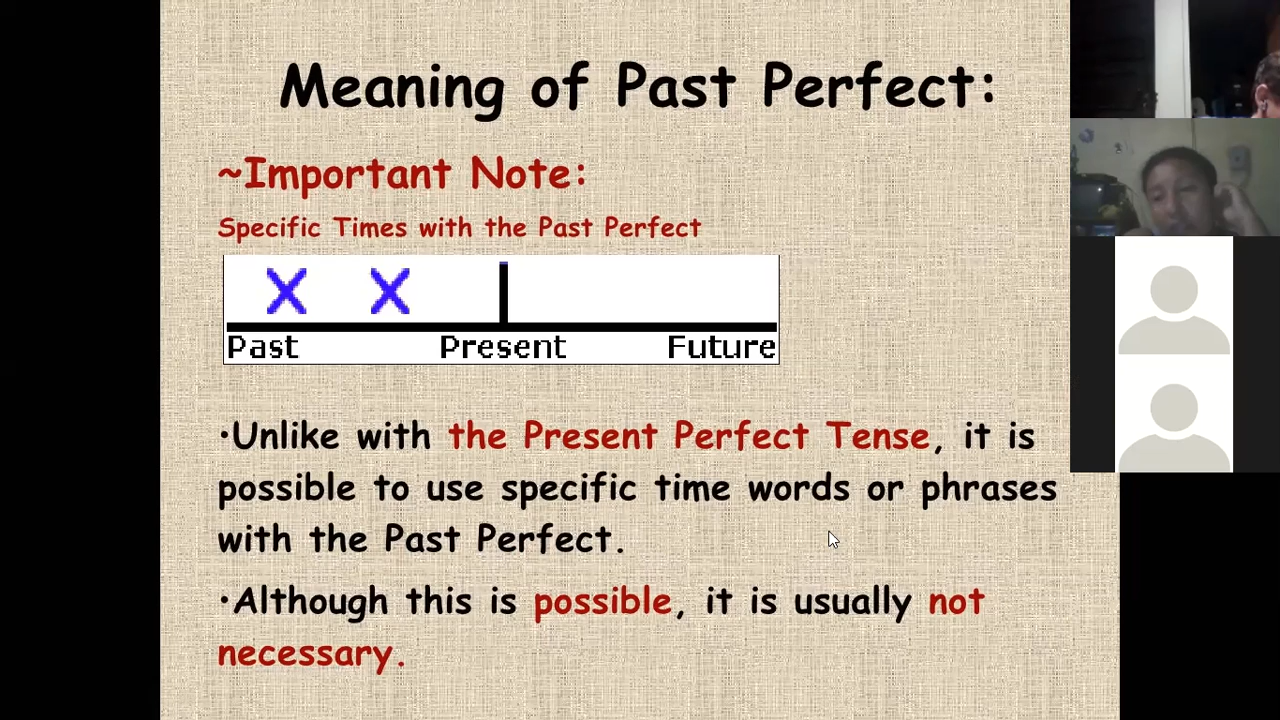 Meaning of Past Perfect:
~Important Note:
Specific Times with the Past Perfect
X X
Past Present Future
•Unlike with the Present Perfect Tense, it is
possible to use specific time words or phrases
with the Past Perfect.
•Although this is possible, it is usually not
necessary.